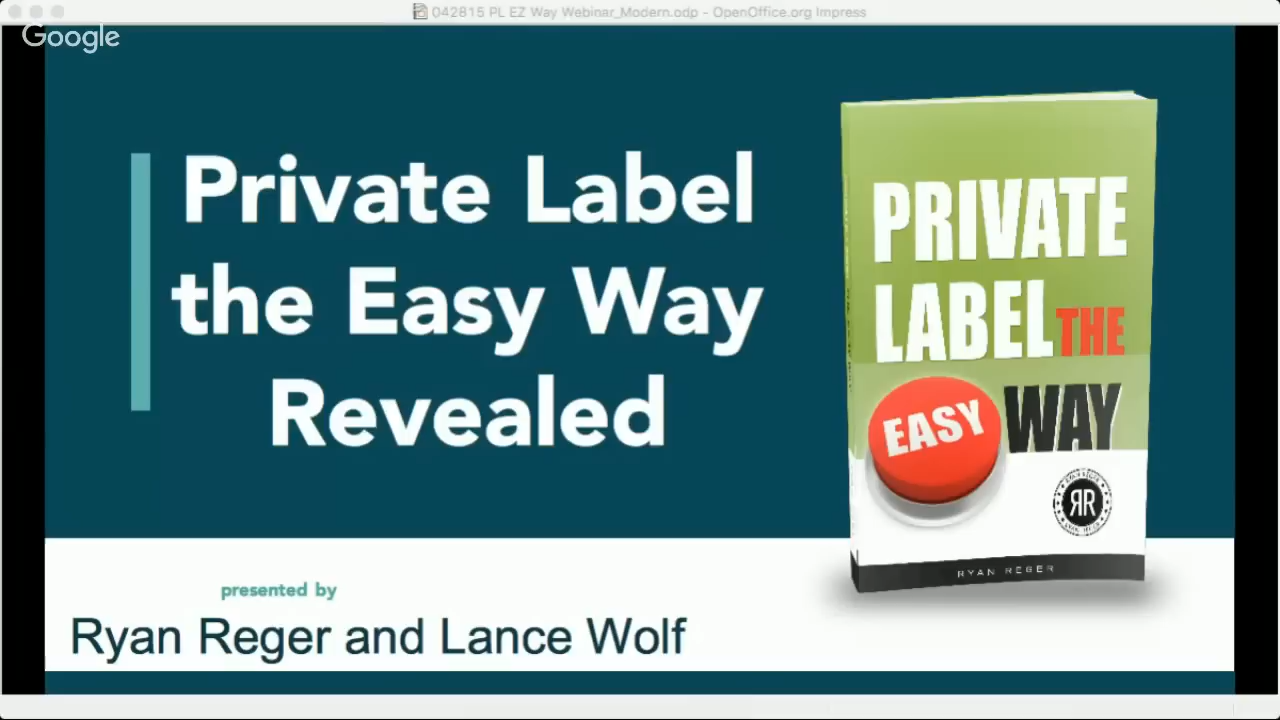 042815 PL EZ Way Webinar_Modern.odp - OpenOffice.org Impress
Google
Private Label
the Easy Way
Revealed
presented by
Ryan Reger and Lance Wolf
PRIVATE
LABEL THE
EASY WAY
RR
RYAN REGER